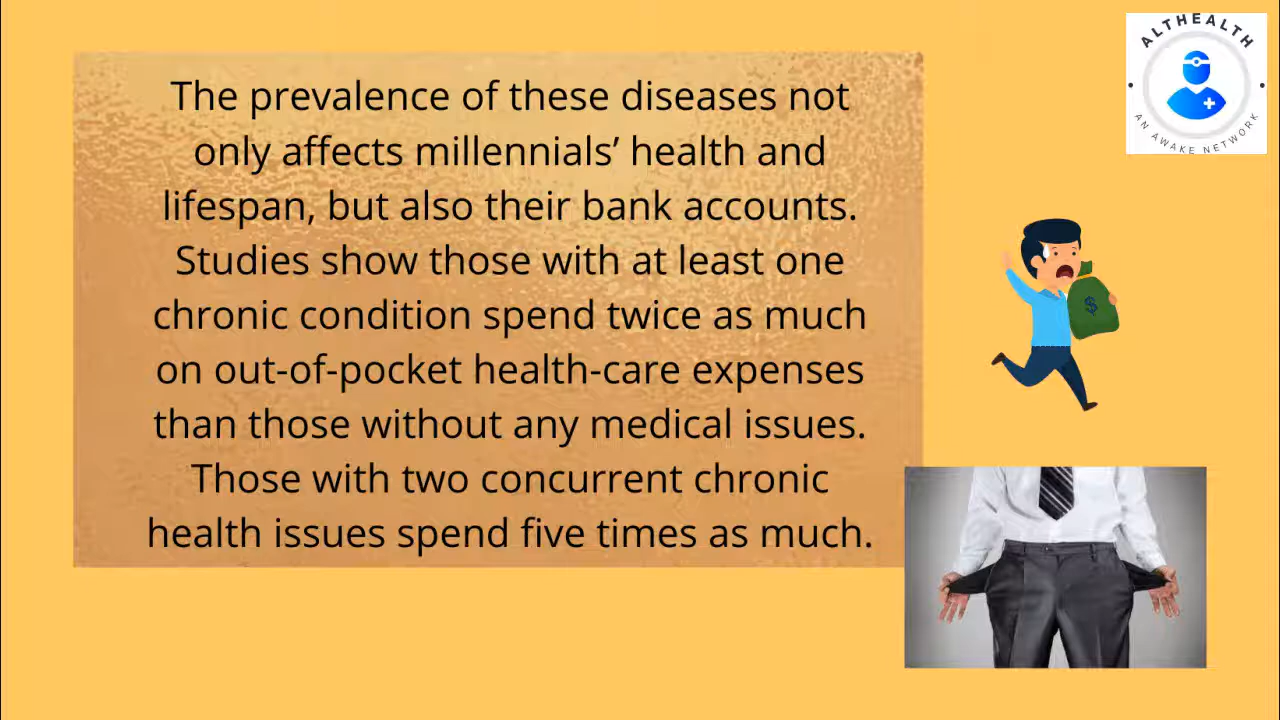 The prevalence of these diseases not
only affects millennials’ health and
lifespan, but also their bank accounts.
Studies show those with at least one
chronic condition spend twice as much
on out-of-pocket health-care expenses
than those without any medical issues.
Those with two concurrent chronic
health issues spend five times as much.
ALTHEALTH
AN AWAKE NETWORK
$